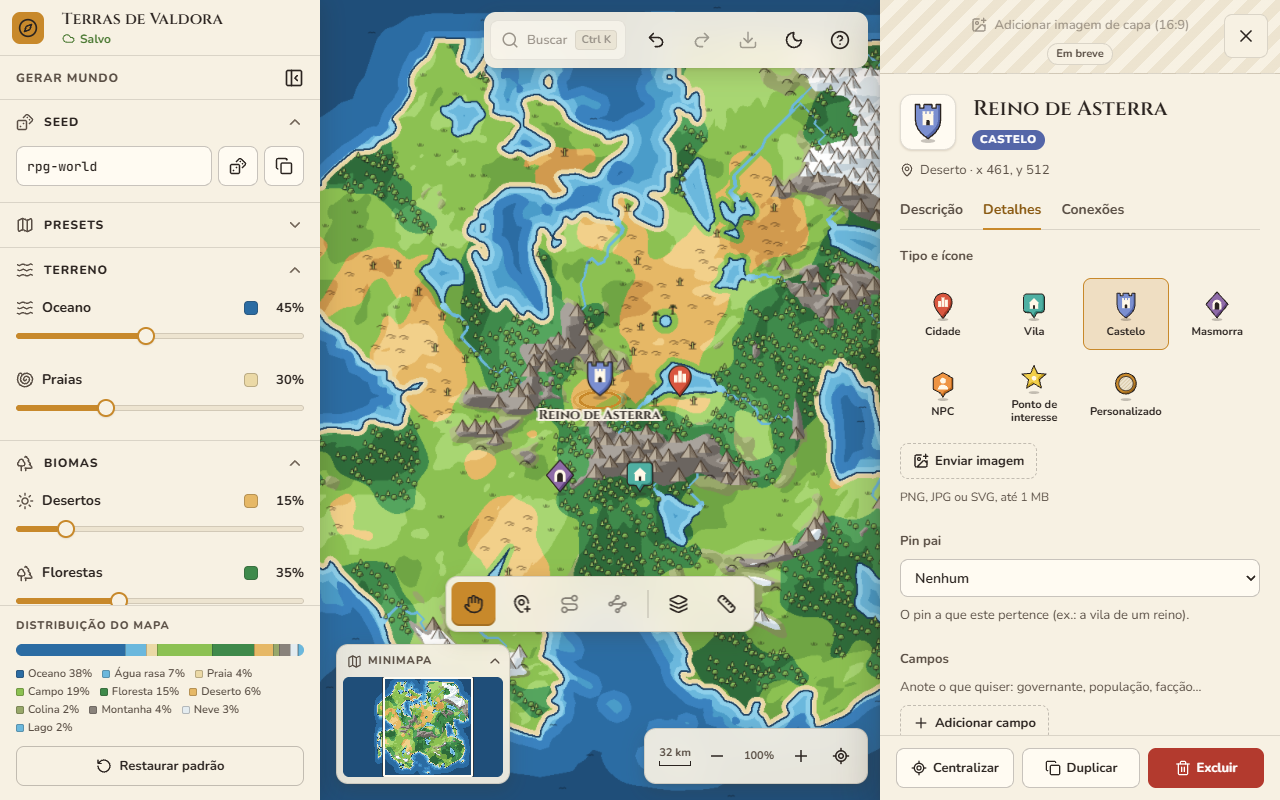 TERRAS DE VALDORA
Salvo
GERAR MUNDO
SEED
rpg-world
PRESETS
TERRENO
Oceano 45%
Praias 30%
BIOMAS
Desertos 15%
Florestas 35%
DISTRIBUIÇÃO DO MAPA
Oceano 38% Água rasa 7% Praia 4%
Campo 19% Floresta 15% Deserto 6%
Colina 2% Montanha 4% Neve 3%
Lago 2%
Restaurar padrão
Buscar Ctrl K
REINO DE ASTERRA
MINIMAPA
32 km 100%
Adicionar imagem de capa (16:9)
Em breve
REINO DE ASTERRA
CASTELO
Deserto · x 461, y 512
Descrição Detalhes Conexões
Tipo e ícone
Cidade Vila Castelo Masmorra
NPC Ponto de interesse Personalizado
Enviar imagem
PNG, JPG ou SVG, até 1 MB
Pin pai
Nenhum
O pin a que este pertence (ex.: a vila de um reino).
Campos
Anote o que quiser: governante, população, facção...
Adicionar campo
Centralizar Duplicar Excluir